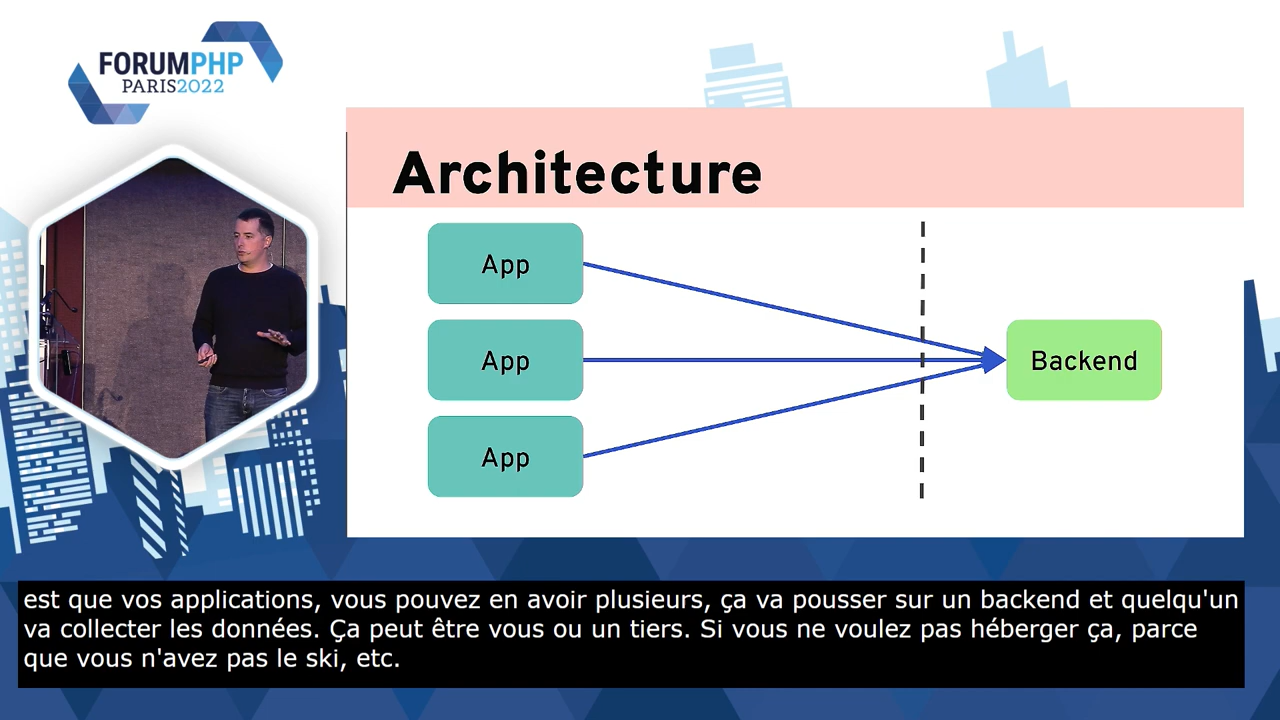 FORUMPHP
PARIS2022
Architecture
App
App
Backend
App
est que vos applications, vous pouvez en avoir plusieurs, ça va pousser sur un backend et quelqu'un
va collecter les données. Ça peut être vous ou un tiers. Si vous ne voulez pas héberger ça, parce
que vous n'avez pas le ski, etc.